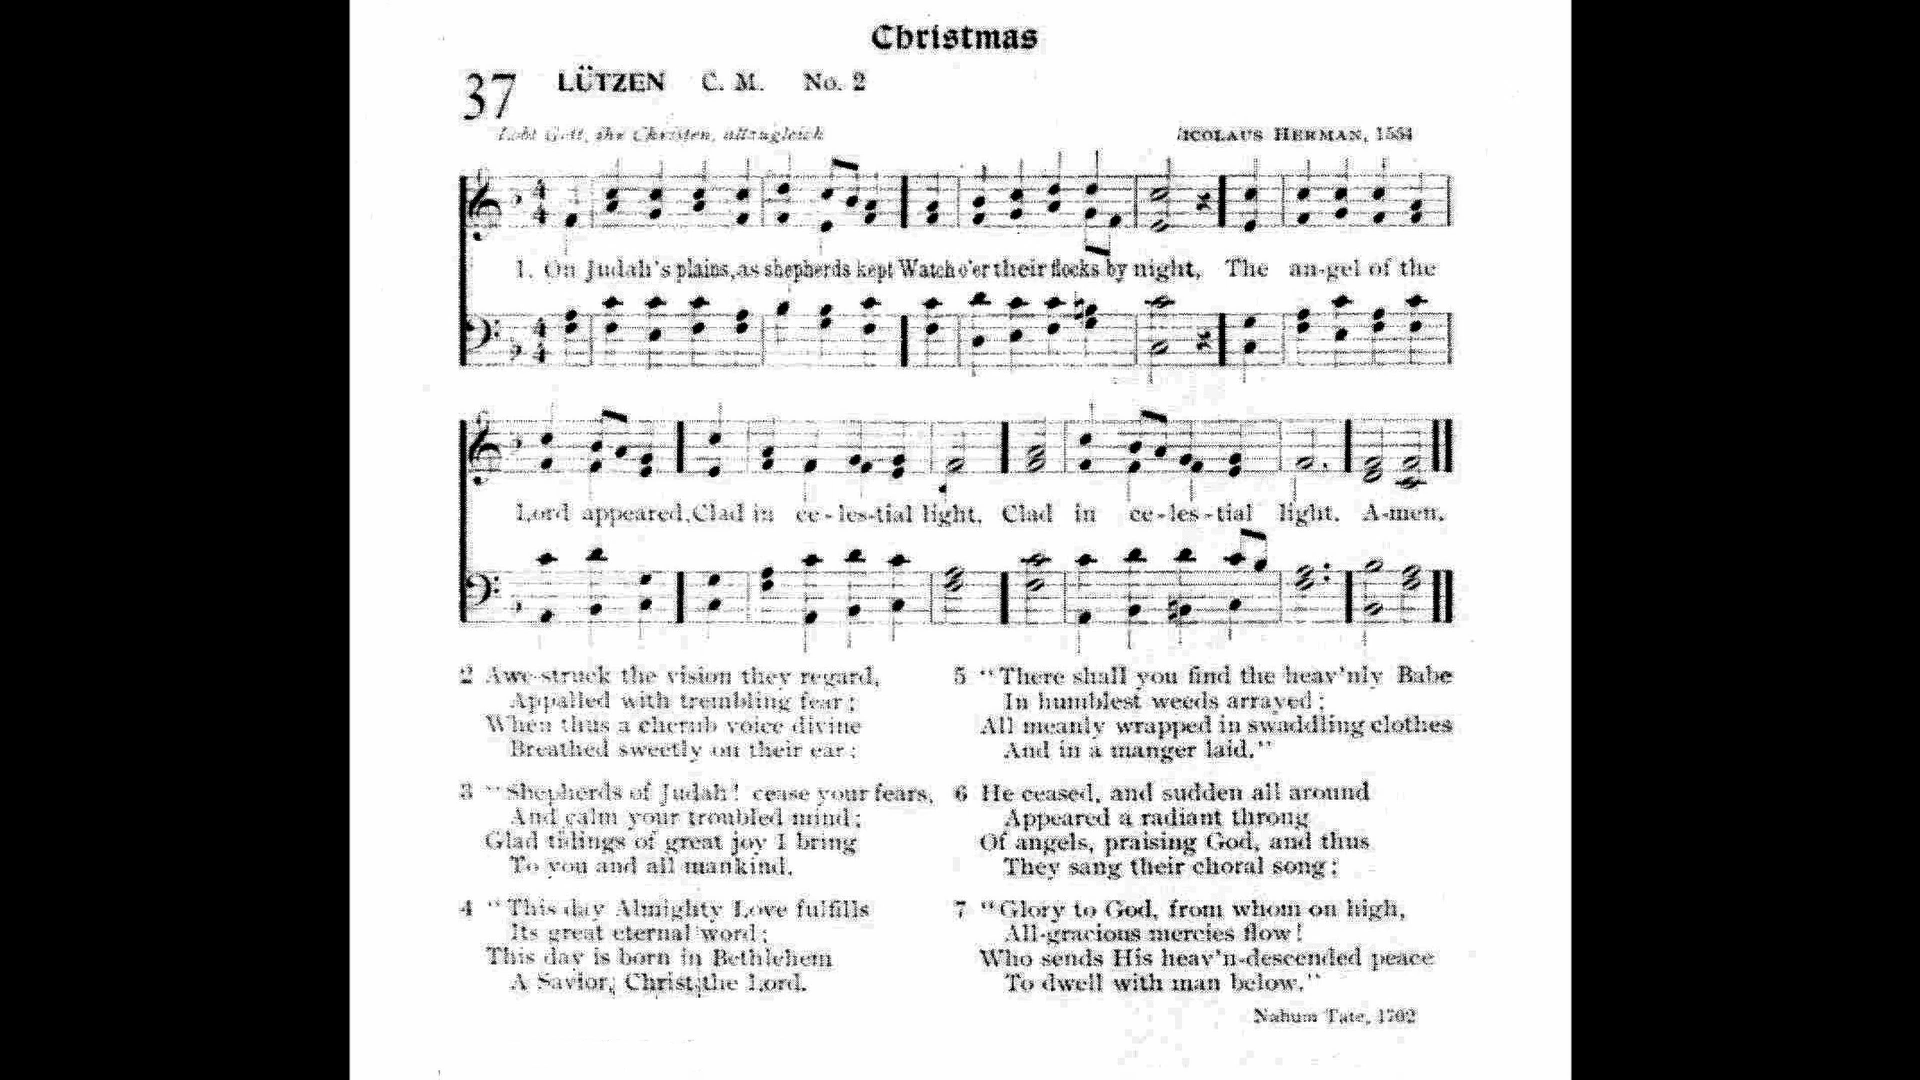 Christmas
37 LÜTZEN C. M. No. 2
Lobt Gott, ihr Christen, allzugleich
ICOLAUS HERMAN, 1554
1. On Judah's plains, as shepherds kept Watch o'er their flocks by night, The an-gel of the
Lord appeared, Clad in ce-les-tial light, Clad in ce-les-tial light. A-men.
2 Awe-struck the vision they regard,
Appalled with trembling fear;
When thus a cherub voice divine
Breathed sweetly on their ear:
3 "Shepherds of Judah! cease your fears,
And calm your troubled mind;
Glad tidings of great joy I bring
To you and all mankind.
4 "This day Almighty Love fulfills
Its great eternal word;
This day is born in Bethlehem
A Savior, Christ the Lord.
5 "There shall you find the heav'nly Babe
In humblest weeds arrayed;
All meanly wrapped in swaddling clothes
And in a manger laid."
6 He ceased, and sudden all around
Appeared a radiant throng
Of angels, praising God, and thus
They sang their choral song:
7 "Glory to God, from whom on high,
All-gracious mercies flow!
Who sends His heav'n-descended peace
To dwell with man below."
Nahum Tate, 1702